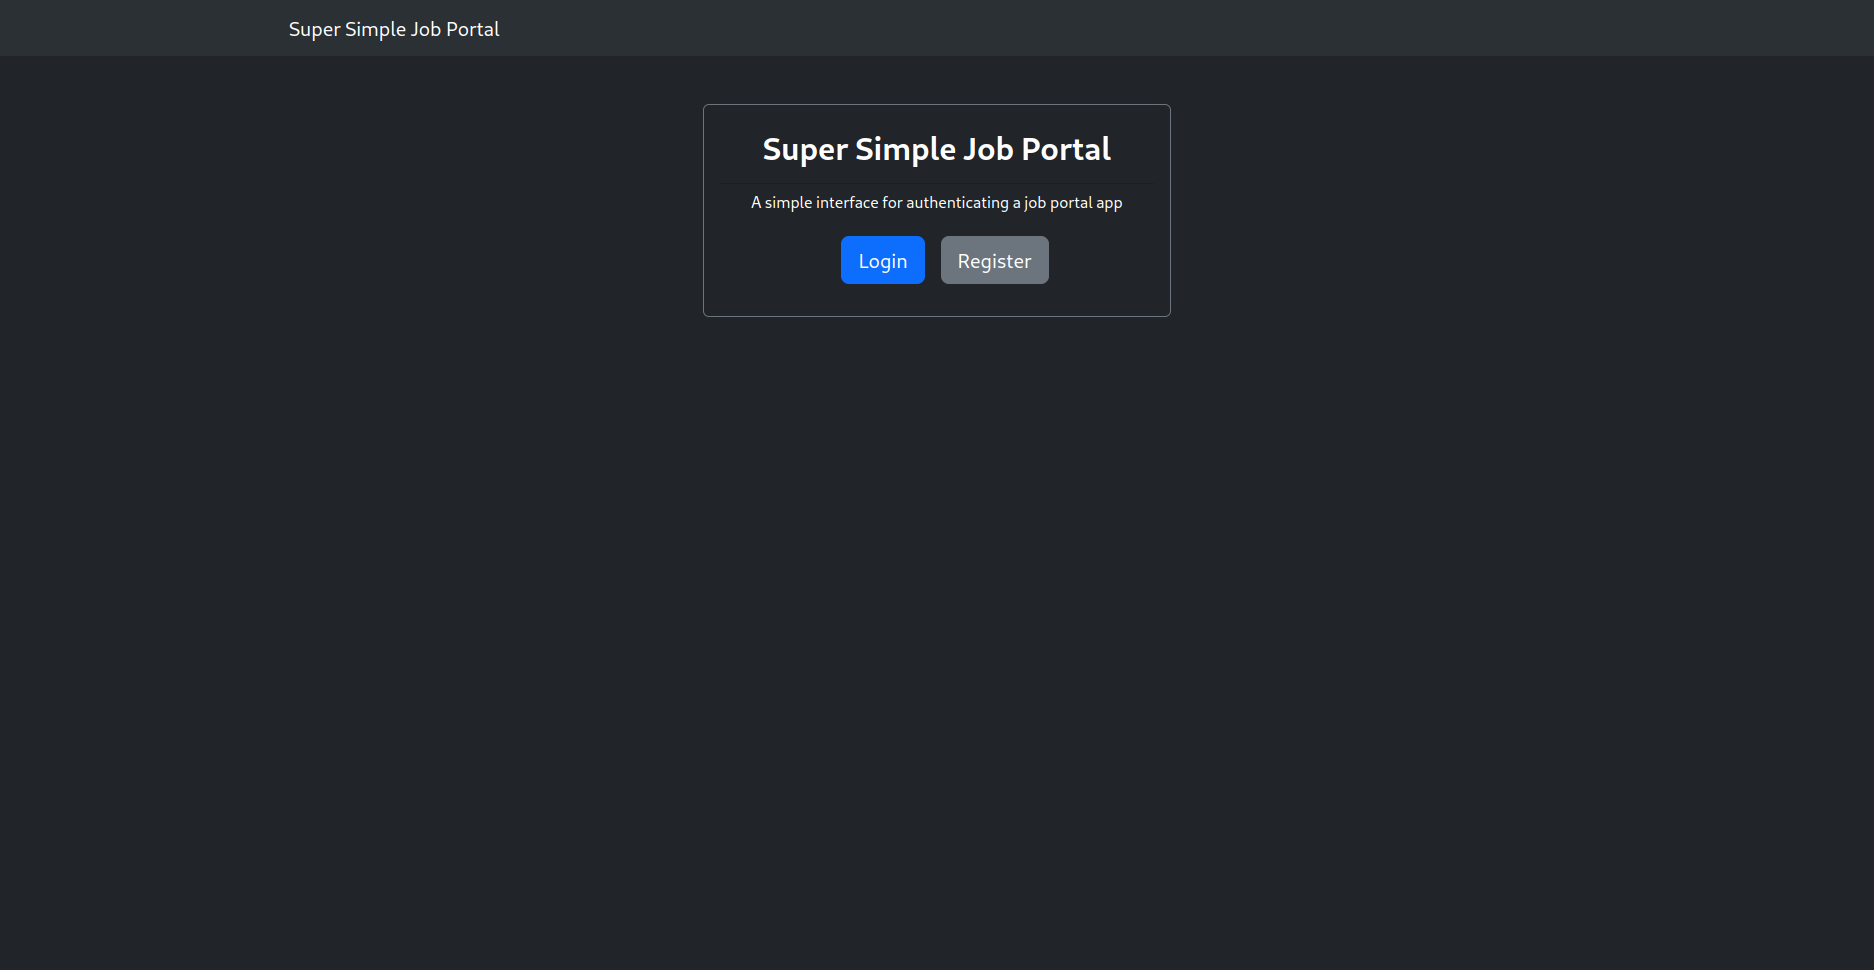 Super Simple Job Portal
Super Simple Job Portal
A simple interface for authenticating a job portal app
Login
Register